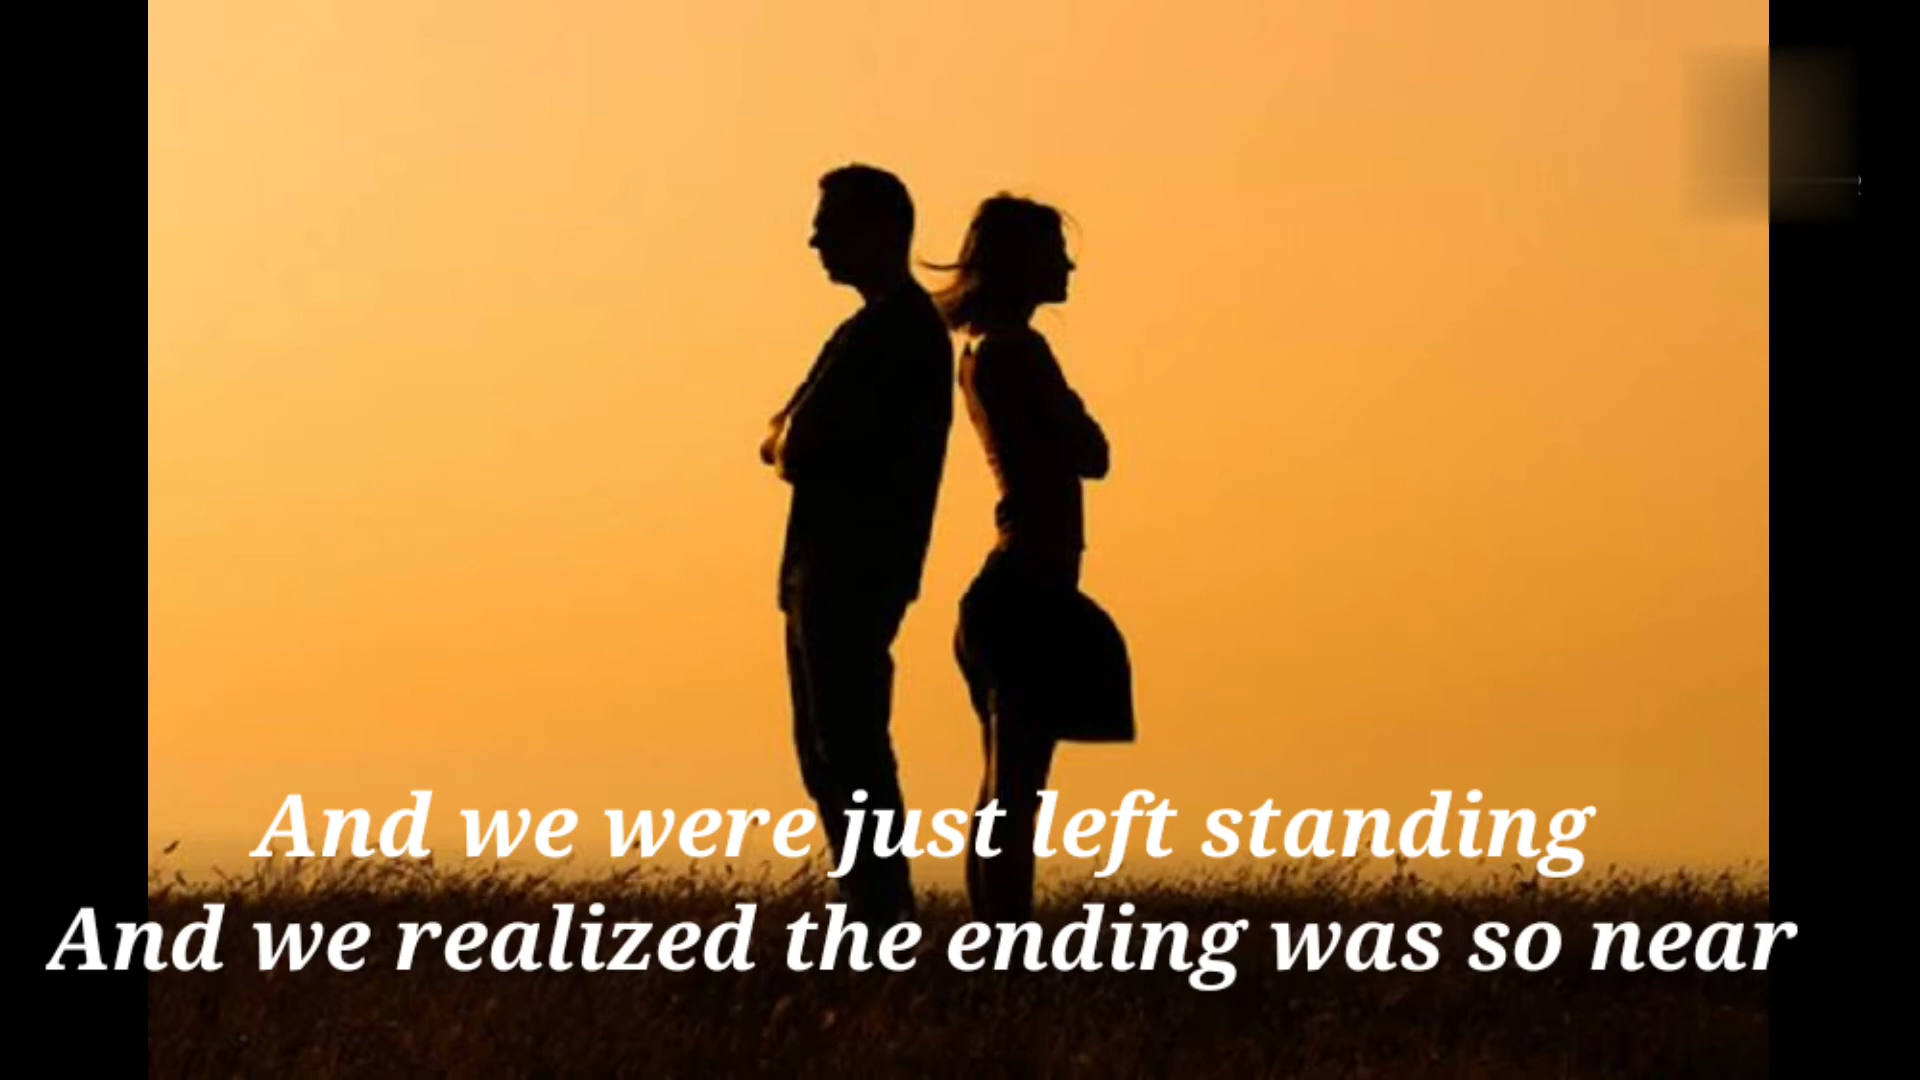 And we were just left standing
And we realized the ending was so near